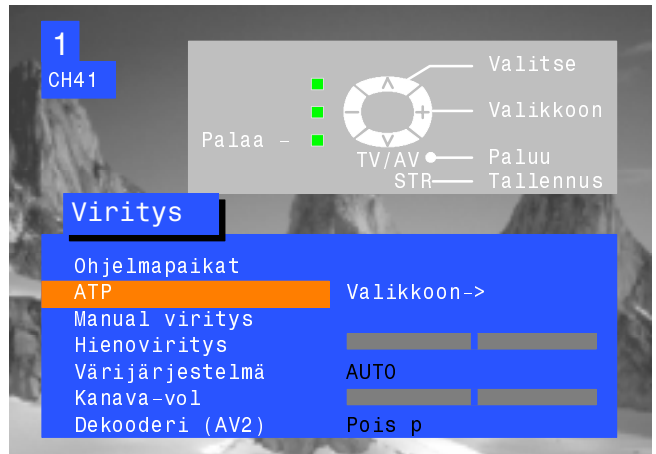 1
CH41
Valitse
Valikkoon
Palaa –
TV/AV Paluu
STR Tallennus
Viritys
Ohjelmapaikat
ATP Valikkoon->
Manual viritys
Hienoviritys
Värijärjestelmä AUTO
Kanava-vol
Dekooderi (AV2) Pois p